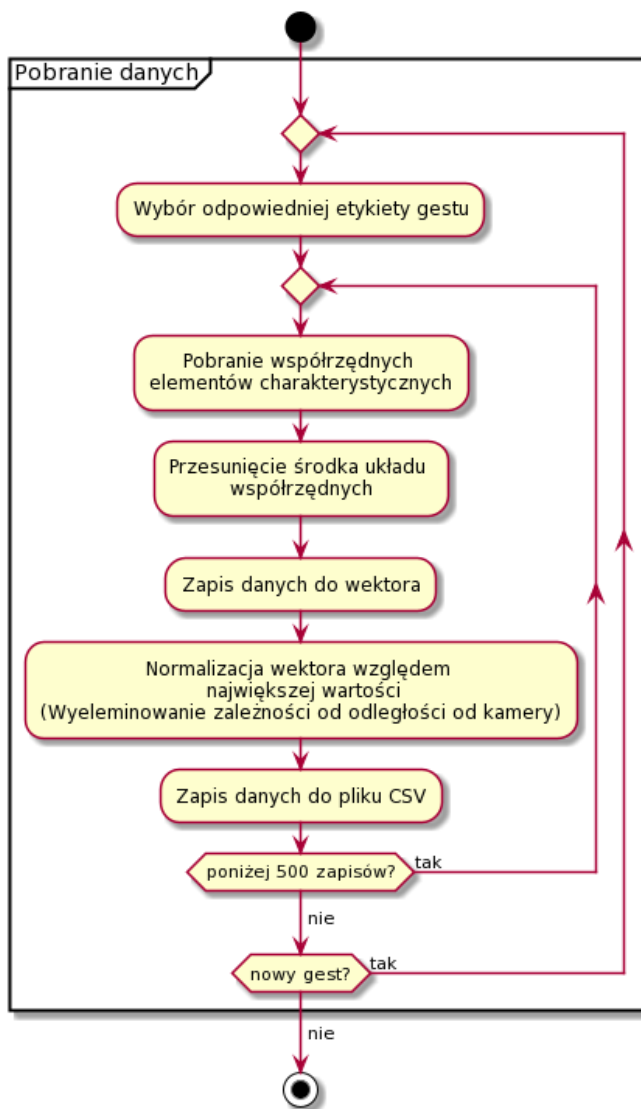 Pobranie danych
Wybór odpowiedniej etykiety gestu
Pobranie współrzędnych
elementów charakterystycznych
Przesunięcie środka układu
współrzędnych
Zapis danych do wektora
Normalizacja wektora względem
największej wartości
(Wyeleminowanie zależności od odległości od kamery)
Zapis danych do pliku CSV
poniżej 500 zapisów?
tak
nie
nowy gest?
tak
nie